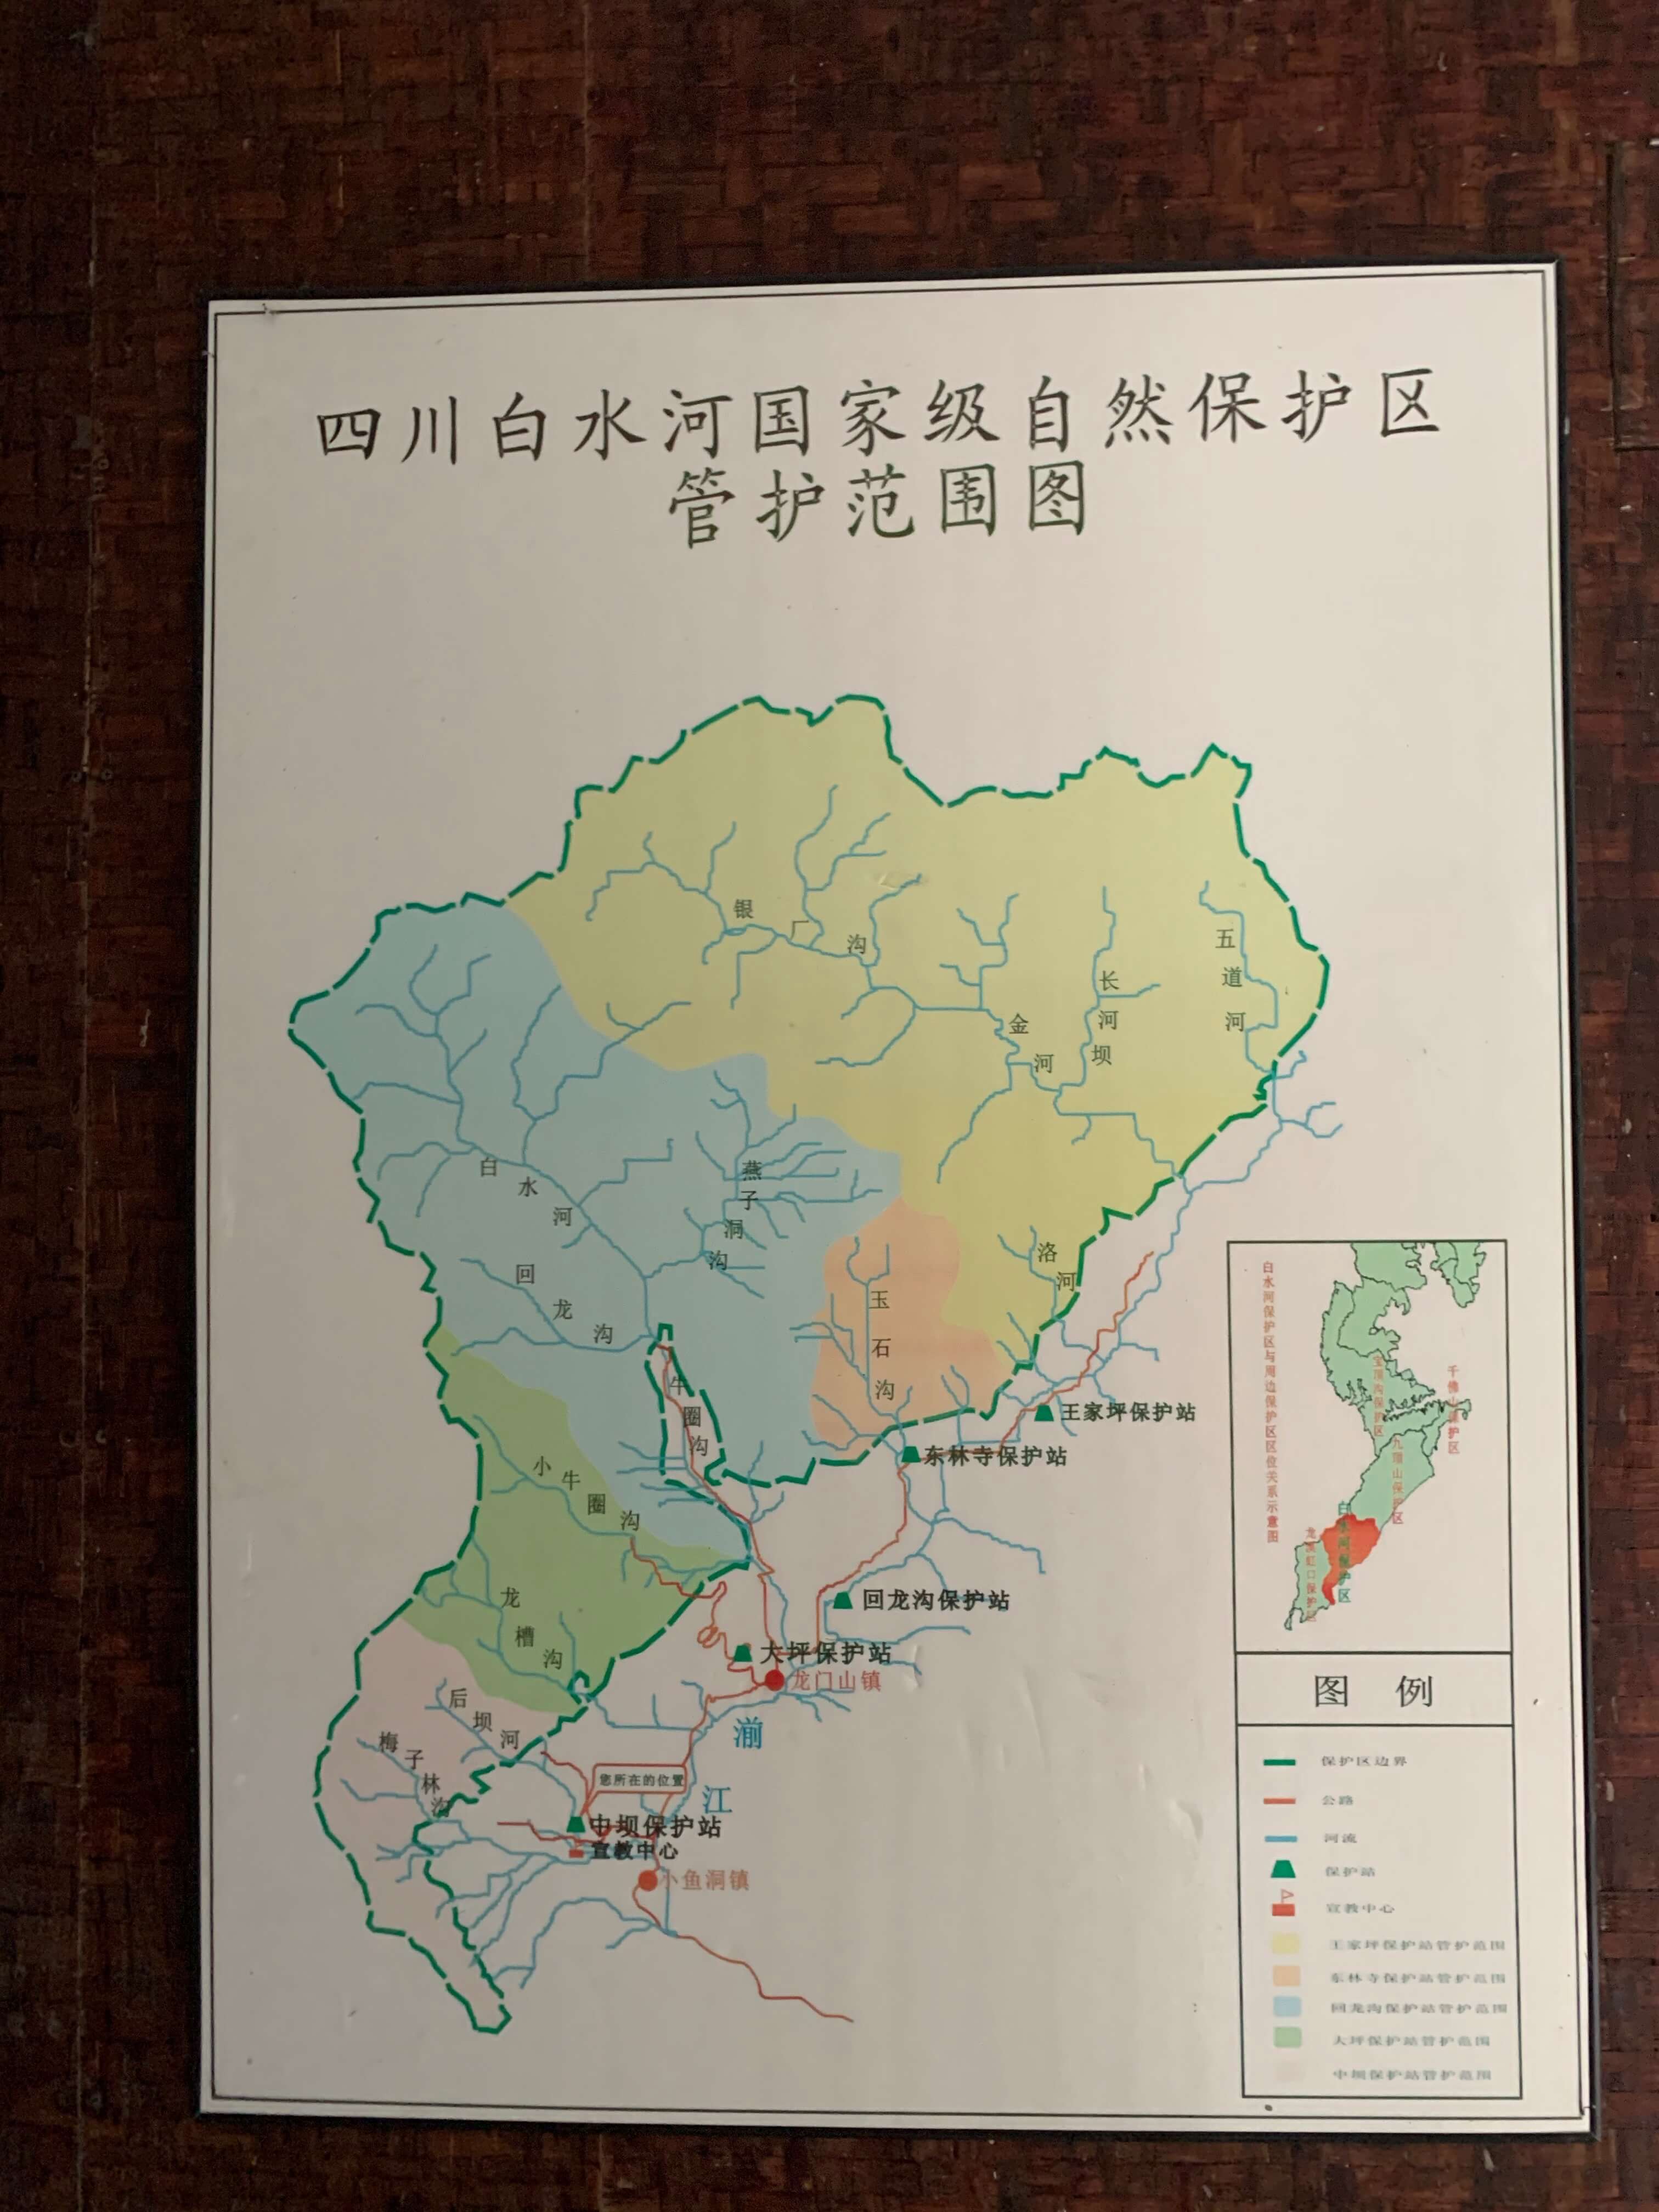 四川白水河国家级自然保护区
管护范围图
银厂沟
五道河
长河坝
金河
白水河
燕子洞沟
洛河
回龙沟
玉石沟
牛圈沟
王家坪保护站
东林寺保护站
小牛圈沟
龙槽沟
回龙沟保护站
大坪保护站
龙门山镇
后坝河
梅子林沟
湔江
您所在的位置
中坝保护站
宣教中心
小鱼洞镇
白水河保护区与周边保护区区位关系示意图
宝顶沟保护区
千佛山保护区
九顶山保护区
白水河保护区
龙溪虹口保护区
图例
保护区边界
公路
河流
保护站
宣教中心
王家坪保护站管护范围
东林寺保护站管护范围
回龙沟保护站管护范围
大坪保护站管护范围
中坝保护站管护范围